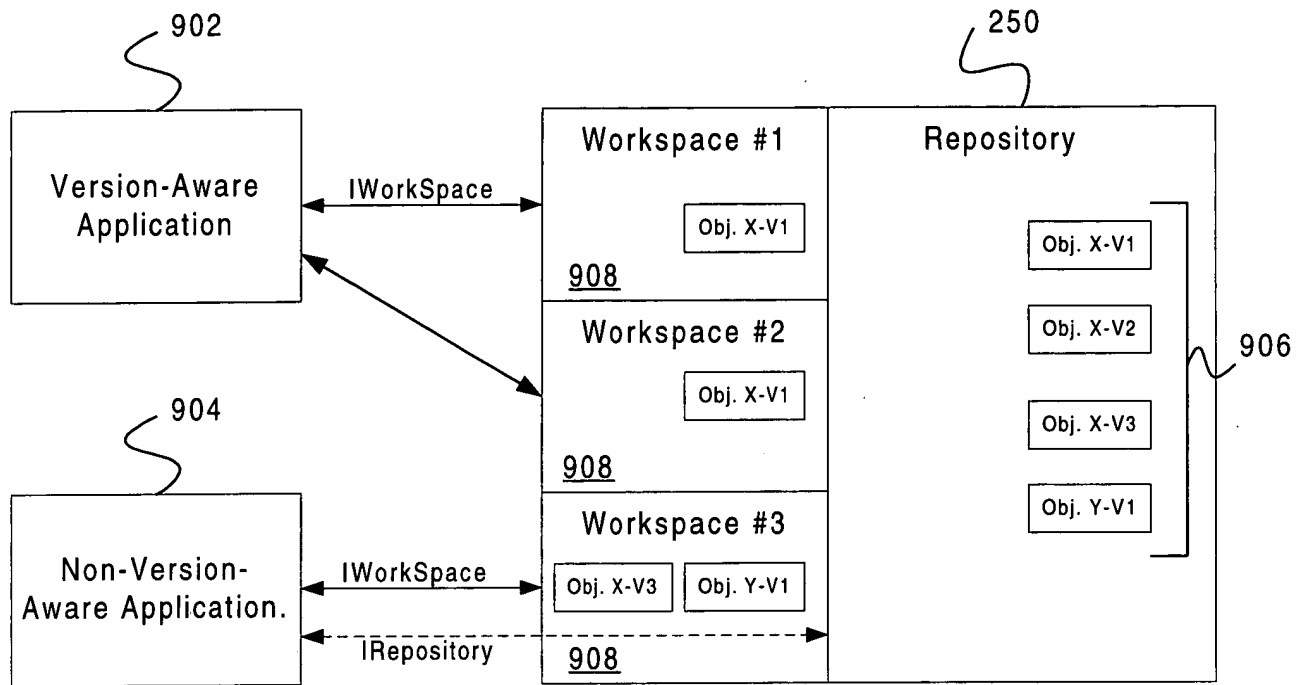 902
250
Version-Aware
Application
IWorkSpace
Workspace #1
Obj. X-V1
908
Repository
Obj. X-V1
Obj. X-V2
Obj. X-V3
Obj. Y-V1
906
Workspace #2
Obj. X-V1
908
904
Non-Version-
Aware Application.
IWorkSpace
IRepository
Workspace #3
Obj. X-V3
Obj. Y-V1
908